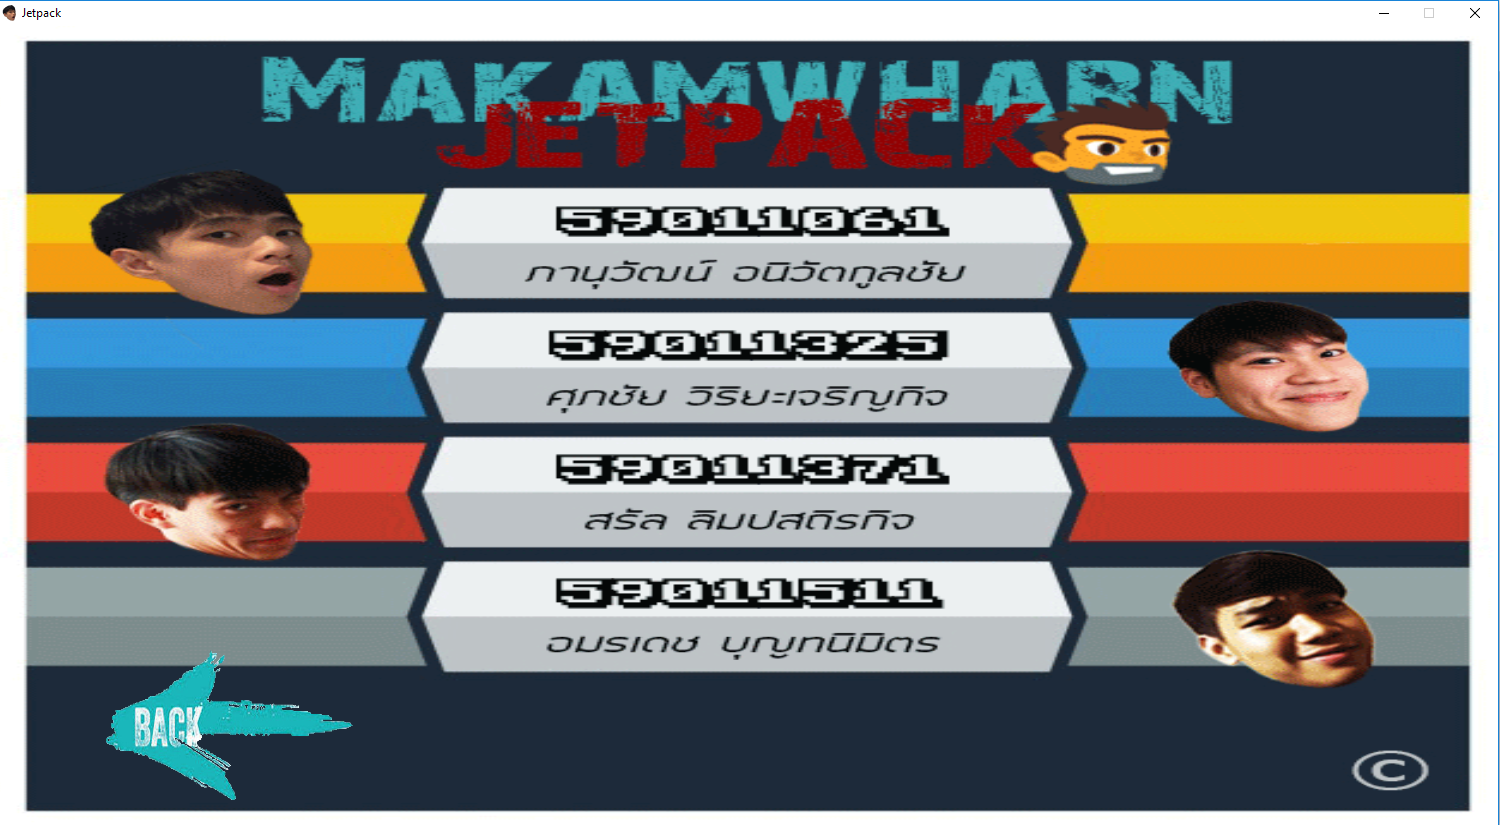 Jetpack
MAKAMWHARN
JETPACK
59011061
ภานุวัฒน์ อนิวัตกูลชัย
59011325
ศุภชัย วิริยะเจริญกิจ
59011371
สรัล ลิมปสถิรกิจ
59011511
อมรเดช บุญทนิมิตร
BACK
©